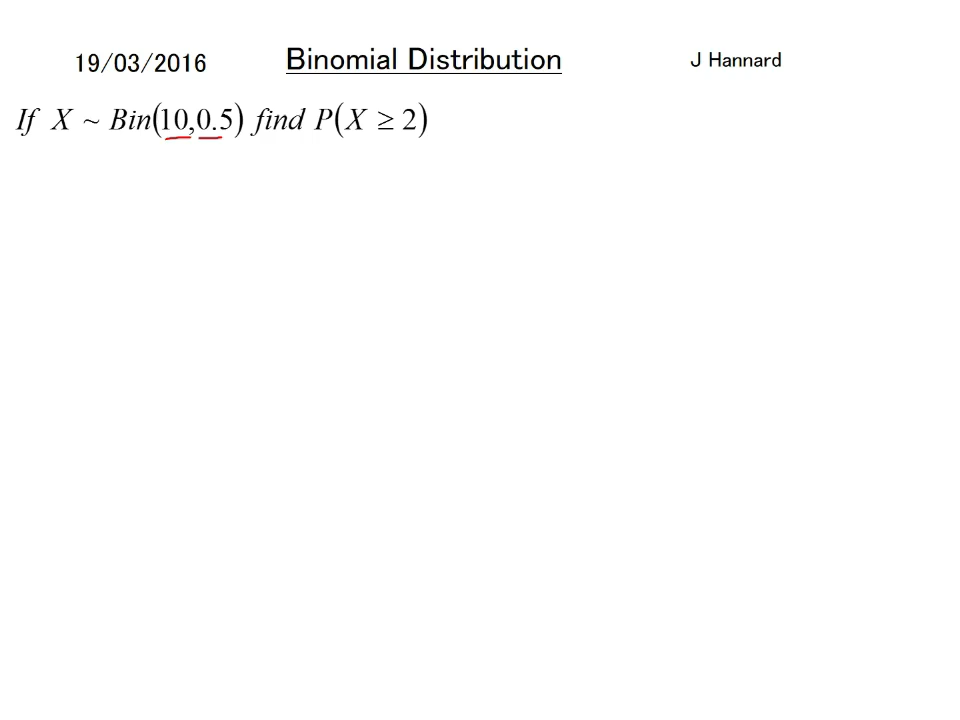 19/03/2016 Binomial Distribution J Hannard
If X ~ Bin(10,0.5) find P(X ≥ 2)